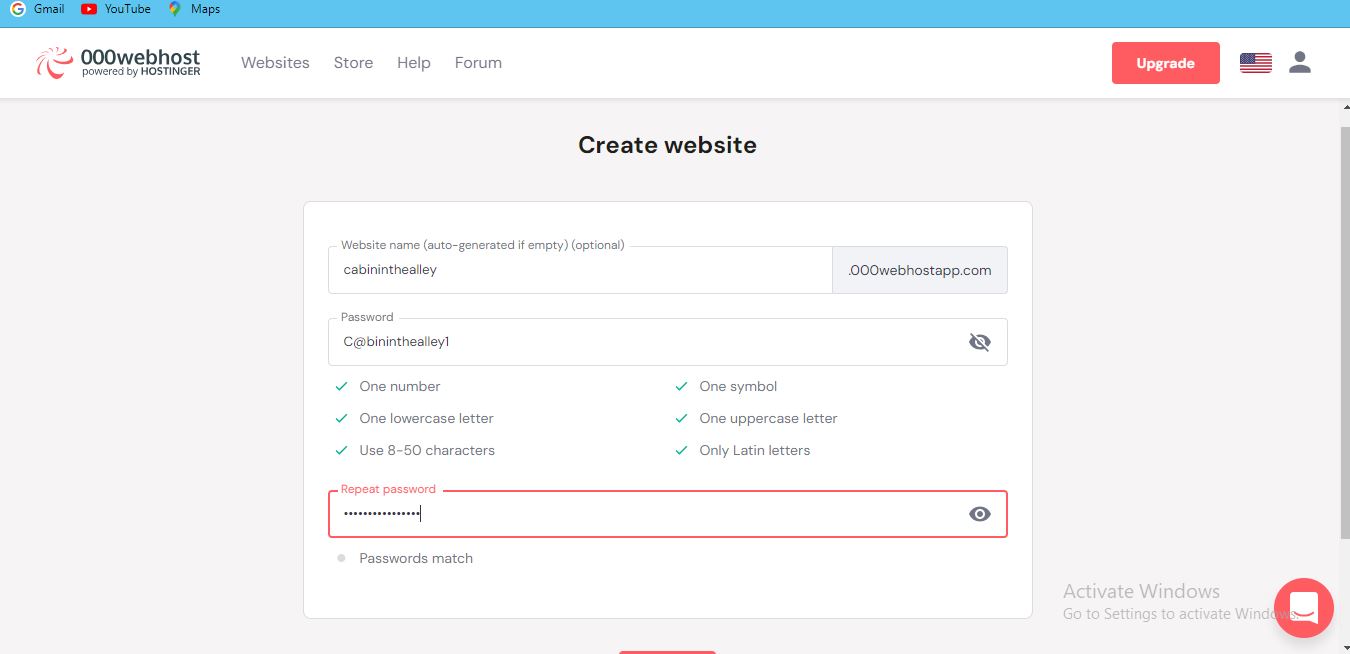 Gmail YouTube Maps
000webhost
powered by HOSTINGER
Websites Store Help Forum
Upgrade
Create website
Website name (auto-generated if empty) (optional)
cabininthealley
.000webhostapp.com
Password
C@bininthealley1
One number
One symbol
One lowercase letter
One uppercase letter
Use 8-50 characters
Only Latin letters
Repeat password
••••••••••••••••
Passwords match
Activate Windows
Go to Settings to activate Windows.